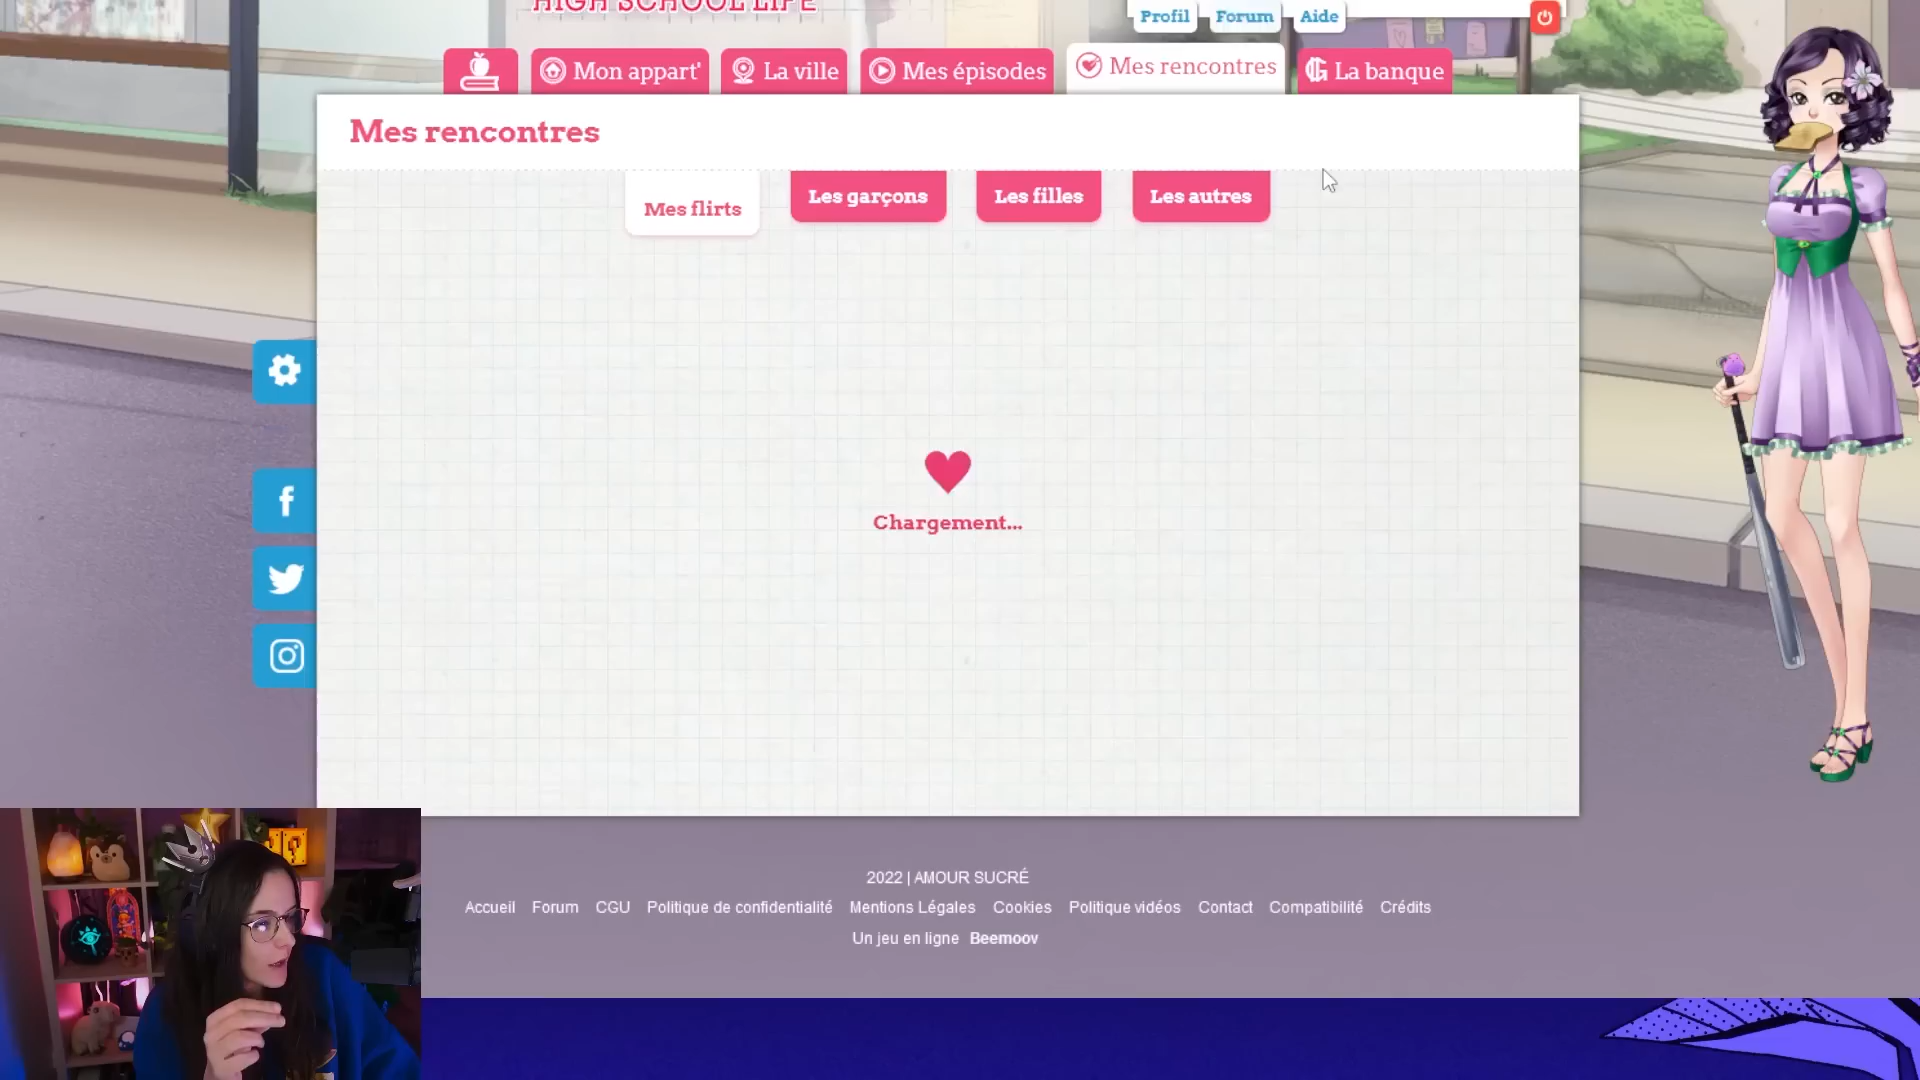 HIGH SCHOOL LIFE
Profil
Forum
Aide
Mon appart'
La ville
Mes épisodes
Mes rencontres
La banque
Mes rencontres
Mes flirts
Les garçons
Les filles
Les autres
Chargement...
2022 | AMOUR SUCRÉ
Accueil Forum CGU Politique de confidentialité Mentions Légales Cookies Politique vidéos Contact Compatibilité Crédits
Un jeu en ligne Beemoov